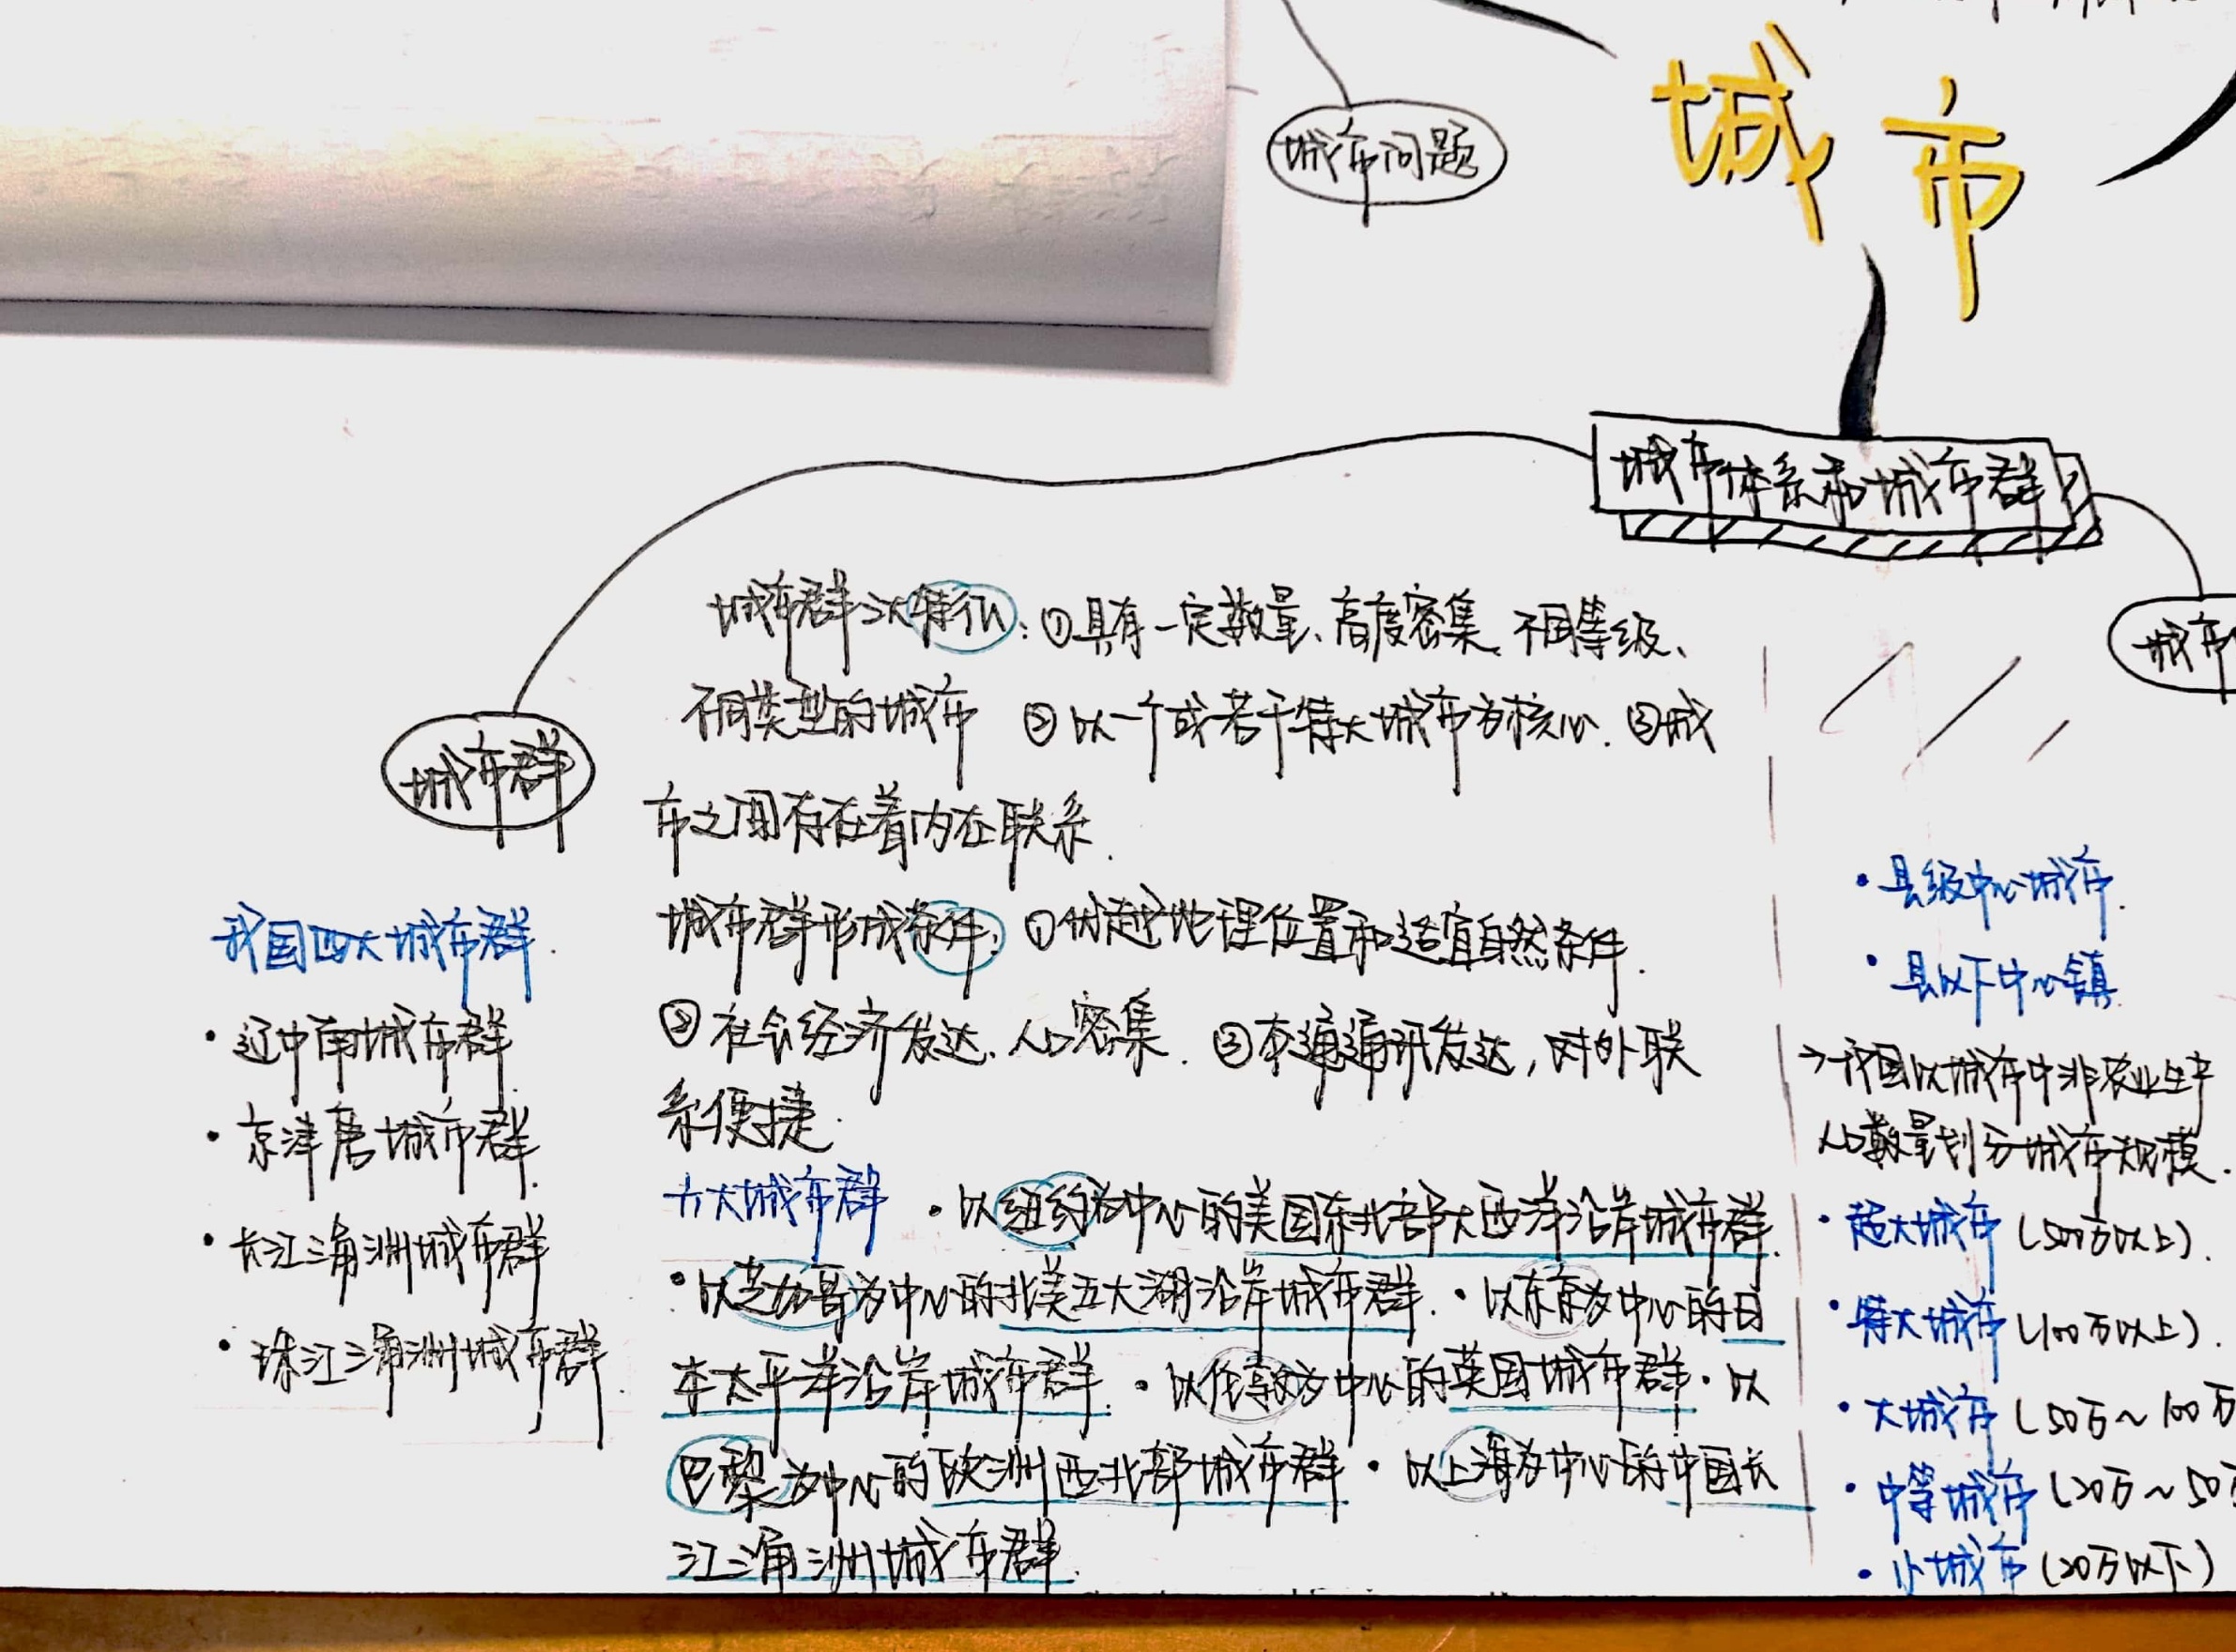 城市
城市问题
城市体系和城市群
城市群
城市群三大特征:①具有一定数量、高度密集、不同等级、
不同类型的城市 ②以一个或若干特大城市为核心. ③城
市之间存在着内在联系.
城市群形成条件: ①优越地理位置和适宜自然条件.
②社会经济发达、人口密集. ③交通通讯发达,对外联
系便捷.
六大城市群 ·以纽约为中心的美国东北部大西洋沿岸城市群.
·以芝加哥为中心的北美五大湖沿岸城市群. ·以东京为中心的日
本太平洋沿岸城市群. ·以伦敦为中心的英国城市群·以
巴黎为中心的欧洲西北部城市群·以上海为中心的中国长
江三角洲城市群.
我国四大城市群.
·辽中南城市群.
·京津唐城市群.
·长江三角洲城市群
·珠江三角洲城市群.
城市
·县级中心城市.
·县以下中心镇
→我国以城市中非农业生产
人口数量划分城市规模.
·超大城市(500万以上).
·特大城市(100万以上).
·大城市(50万~100万
·中等城市(20万~50万
·小城市(20万以下)